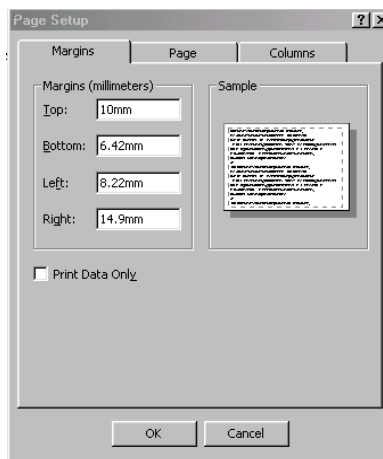 Page Setup
Margins Page Columns
Margins (millimeters) Sample
Top: 10mm
Bottom: 6.42mm
Left: 8.22mm
Right: 14.9mm
Print Data Only
OK Cancel